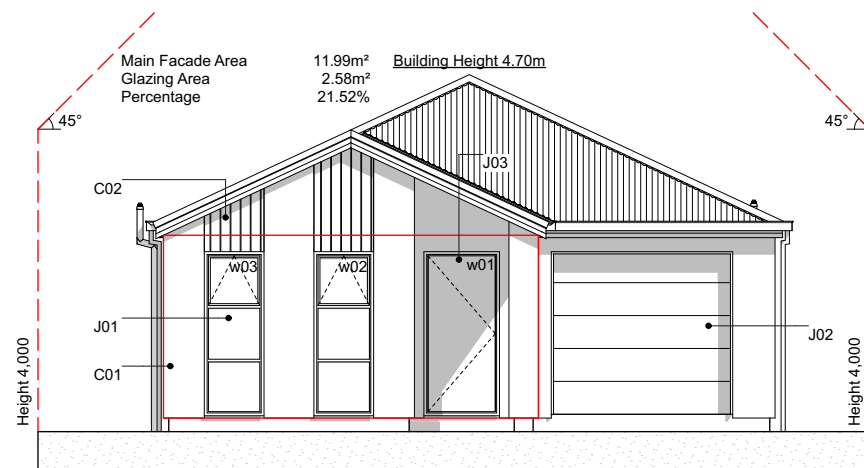 Main Facade Area 11.99m² Building Height 4.70m
Glazing Area 2.58m²
Percentage 21.52%
45° 45°
J03
C02
w03 w02 w01
J01
J02
C01
Height 4,000 Height 4,000